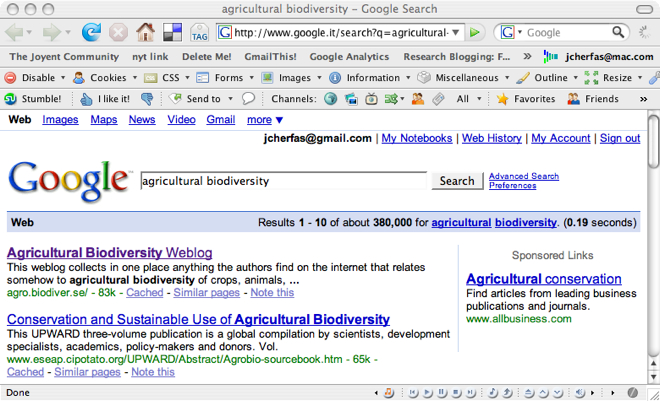 agricultural biodiversity – Google Search
TAG
http://www.google.it/search?q=agricultural-
Google
The Joyent Community nyt link Delete Me! GmailThis! Google Analytics Research Blogging: F... » jcherfas@mac.com
Disable Cookies CSS Forms Images Information Miscellaneous Outline Resize
Stumble! I like it! Send to Channels: All Favorites Friends »
Web Images Maps News Video Gmail more ▼
jcherfas@gmail.com | My Notebooks | Web History | My Account | Sign out
Google™
agricultural biodiversity
Search
Advanced Search
Preferences
Web Results 1 - 10 of about 380,000 for agricultural biodiversity. (0.19 seconds)
Agricultural Biodiversity Weblog
This weblog collects in one place anything the authors find on the internet that relates
somehow to agricultural biodiversity of crops, animals, ...
agro.biodiver.se/ - 83k - Cached - Similar pages - Note this
Conservation and Sustainable Use of Agricultural Biodiversity
This UPWARD three-volume publication is a global compilation by scientists, development
specialists, academics, policy-makers and donors. Vol.
www.eseap.cipotato.org/UPWARD/Abstract/Agrobio-sourcebook.htm - 65k -
Cached - Similar pages - Note this
Sponsored Links
Agricultural conservation
Find articles from leading business
publications and journals.
www.allbusiness.com
Done